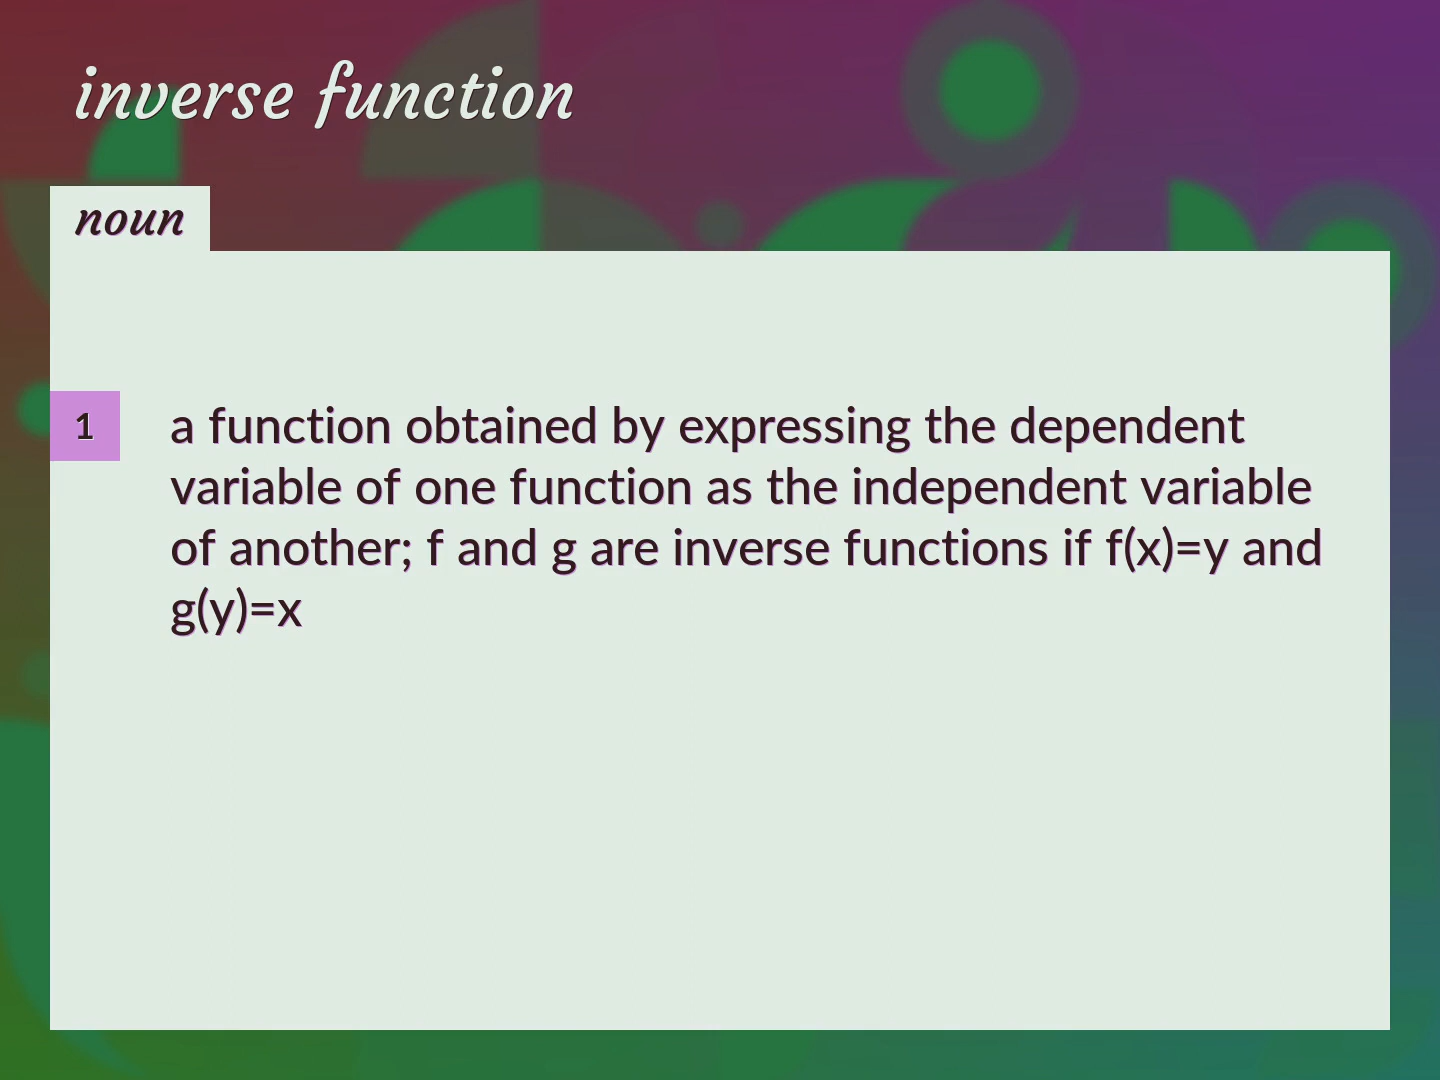 inverse function
noun
1
a function obtained by expressing the dependent
variable of one function as the independent variable
of another; f and g are inverse functions if f(x)=y and
g(y)=x